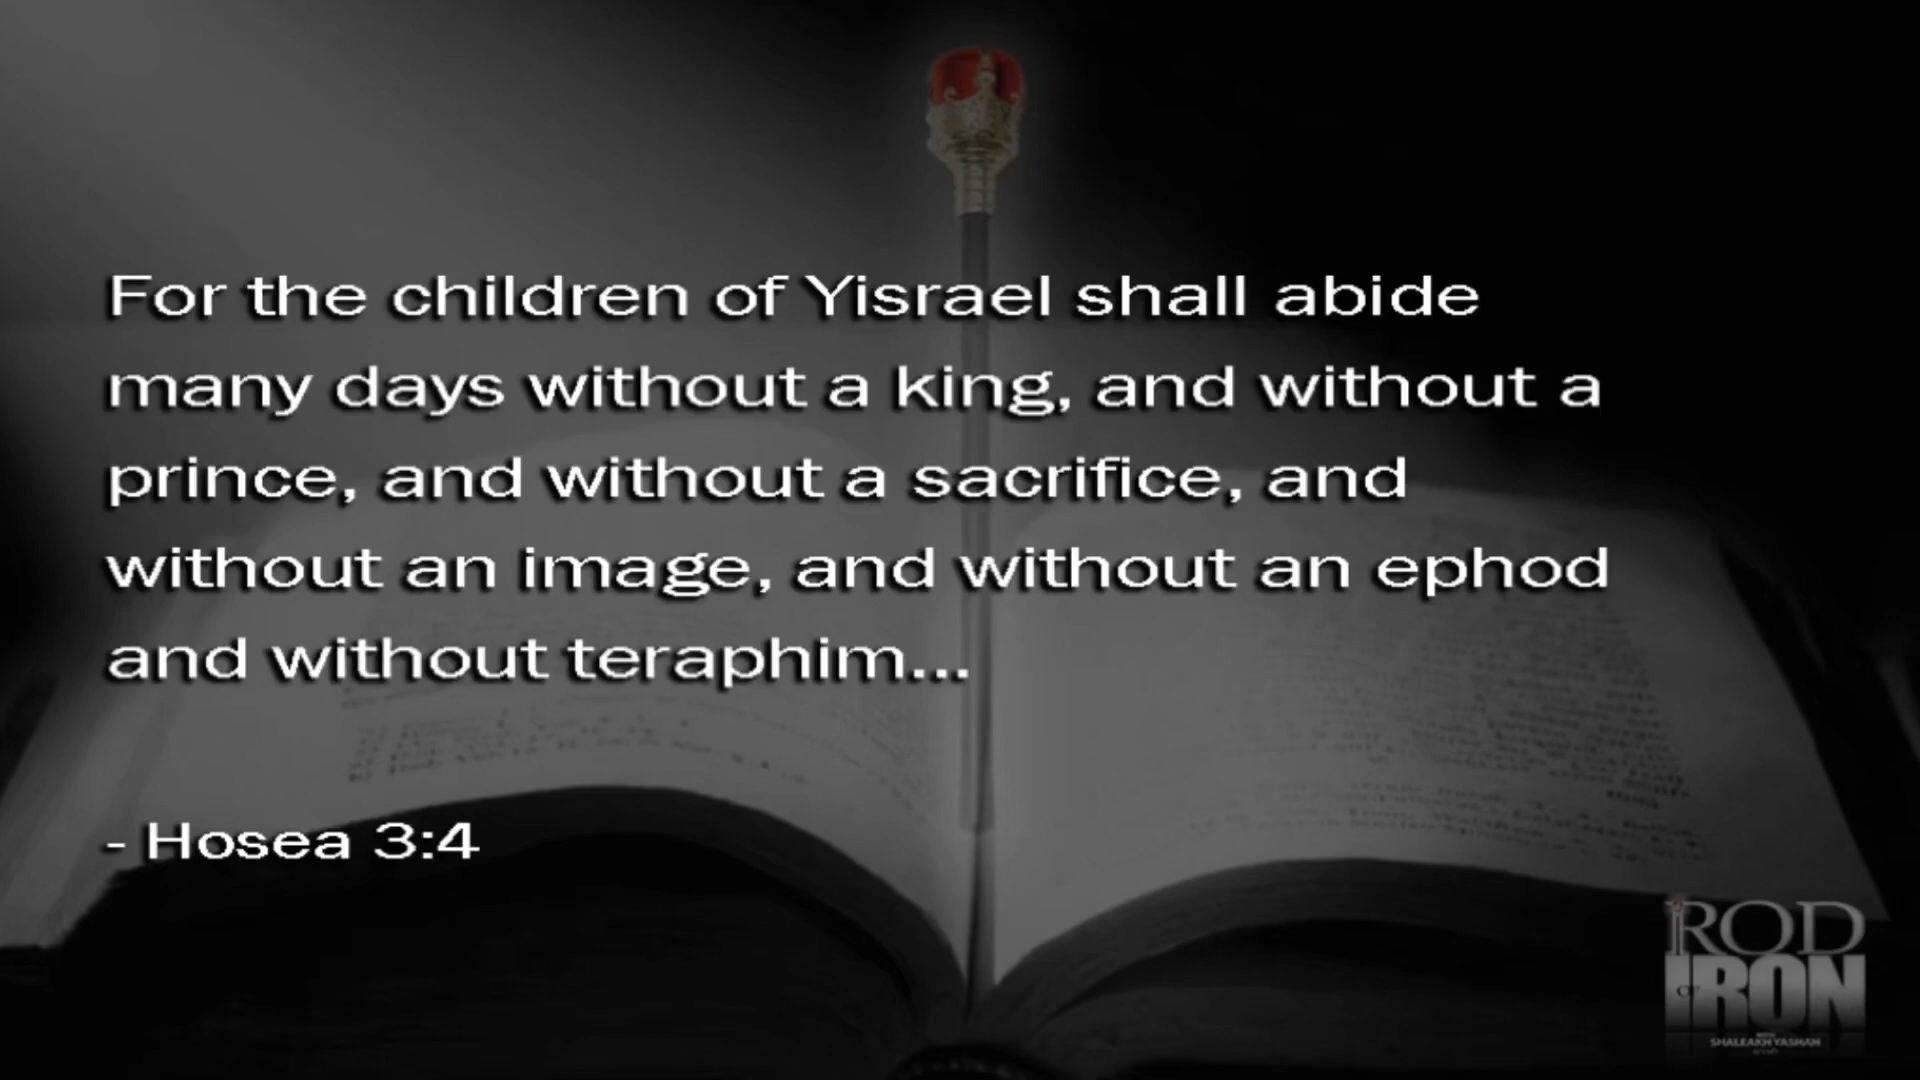 For the children of Yisrael shall abide
many days without a king, and without a
prince, and without a sacrifice, and
without an image, and without an ephod
and without teraphim...
- Hosea 3:4
ROD
OF IRON
WITH
SHALEAKH YASHAH